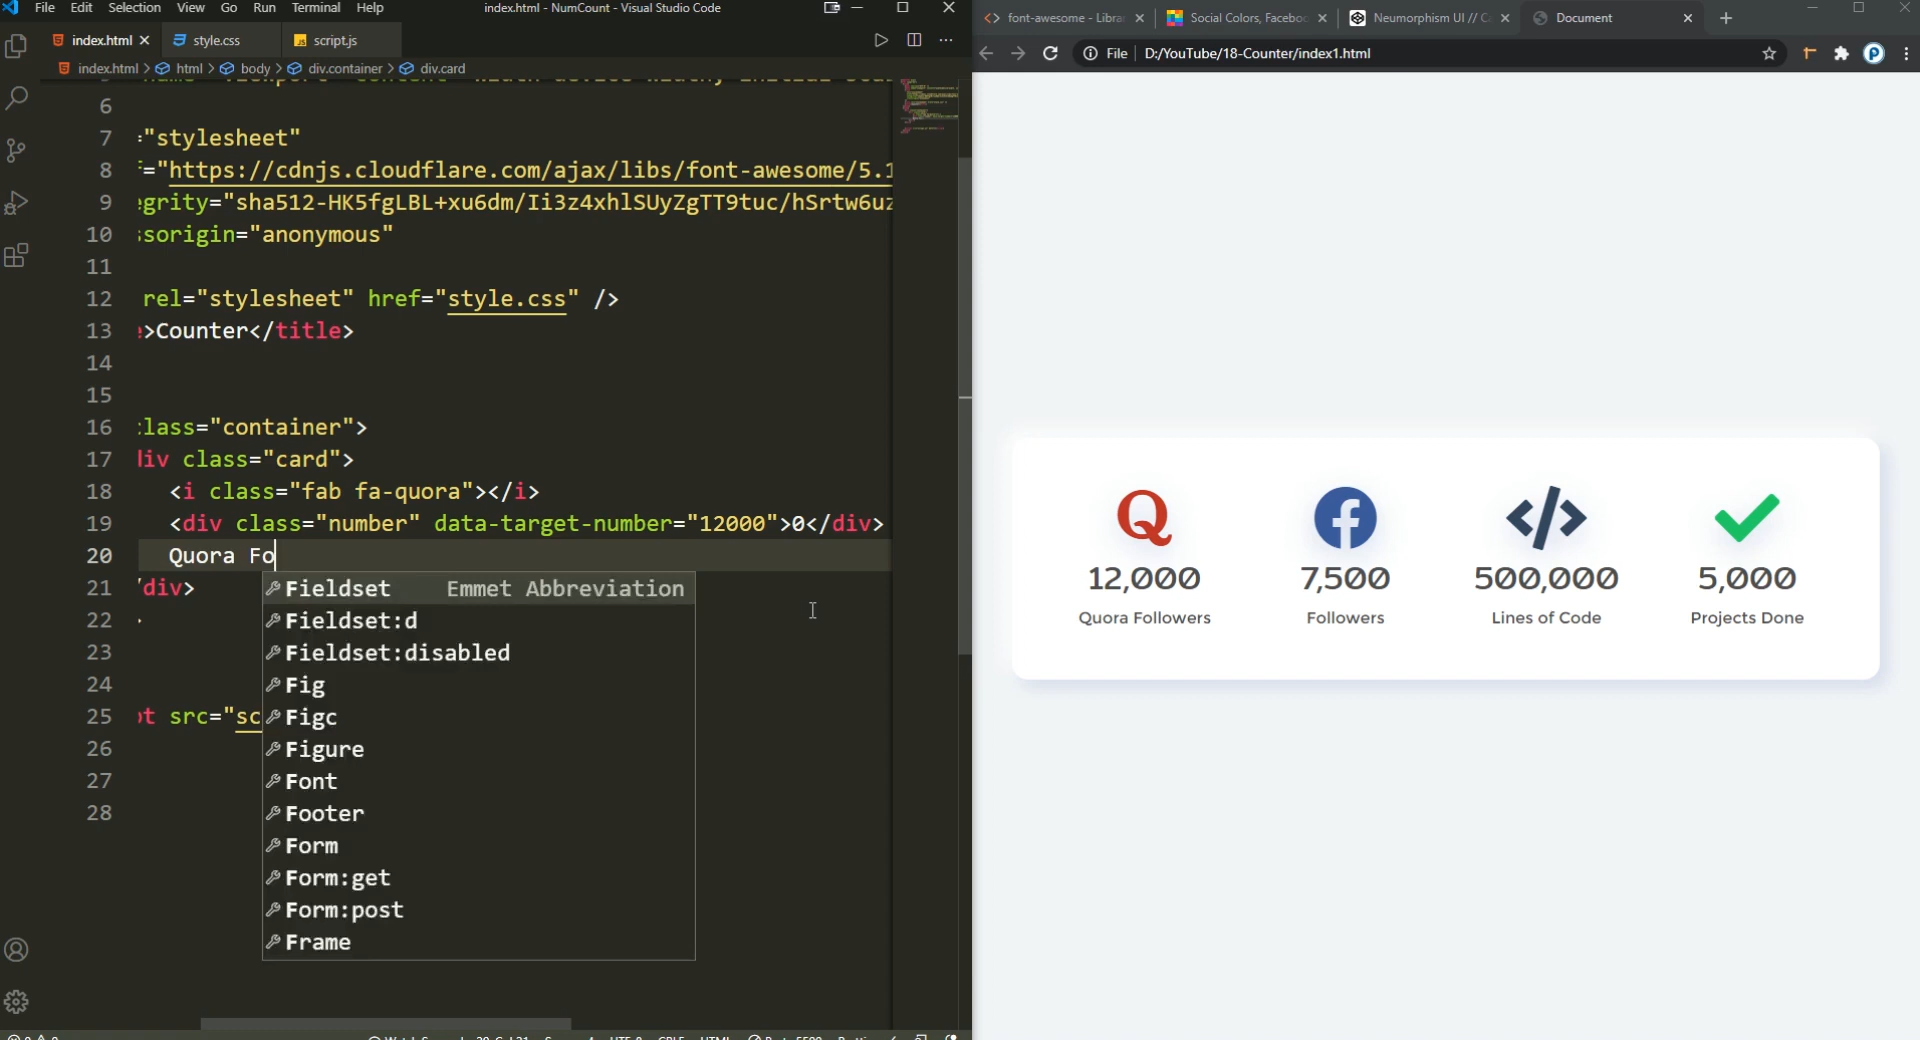 File Edit Selection View Go Run Terminal Help index.html - NumCount - Visual Studio Code
index.html style.css script.js
index.html > html > body > div.container > div.card
6
7 "stylesheet"
8 ="https://cdnjs.cloudflare.com/ajax/libs/font-awesome/5.1
9 grity="sha512-HK5fgLBL+xu6dm/Ii3z4xhlSUyZgTT9tuc/hSrtw6uz
10 sorigin="anonymous"
11
12 rel="stylesheet" href="style.css" />
13 >Counter</title>
14
15
16 lass="container">
17 div class="card">
18 <i class="fab fa-quora"></i>
19 <div class="number" data-target-number="12000">0</div>
20 Quora Fo
21 /div>
22 >
23
24
25 pt src="sc
26
27
28
Fieldset Emmet Abbreviation
Fieldset:d
Fieldset:disabled
Fig
Figc
Figure
Font
Footer
Form
Form:get
Form:post
Frame
font-awesome - Librar Social Colors, Faceboo Neumorphism UI // C Document
File D:/YouTube/18-Counter/index1.html
P
12,000 7,500 500,000 5,000
Quora Followers Followers Lines of Code Projects Done